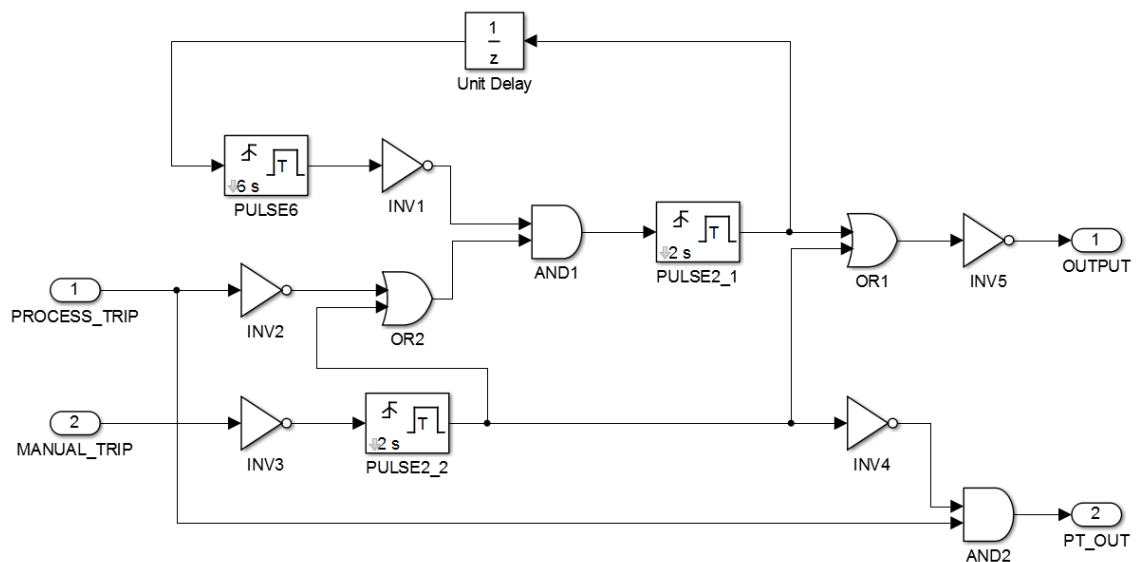 1
z
Unit Delay
T
6 s
PULSE6
INV1
AND1
T
2 s
PULSE2_1
OR1
INV5
1
OUTPUT
1
PROCESS_TRIP
INV2
OR2
2
MANUAL_TRIP
INV3
T
2 s
PULSE2_2
INV4
AND2
2
PT_OUT